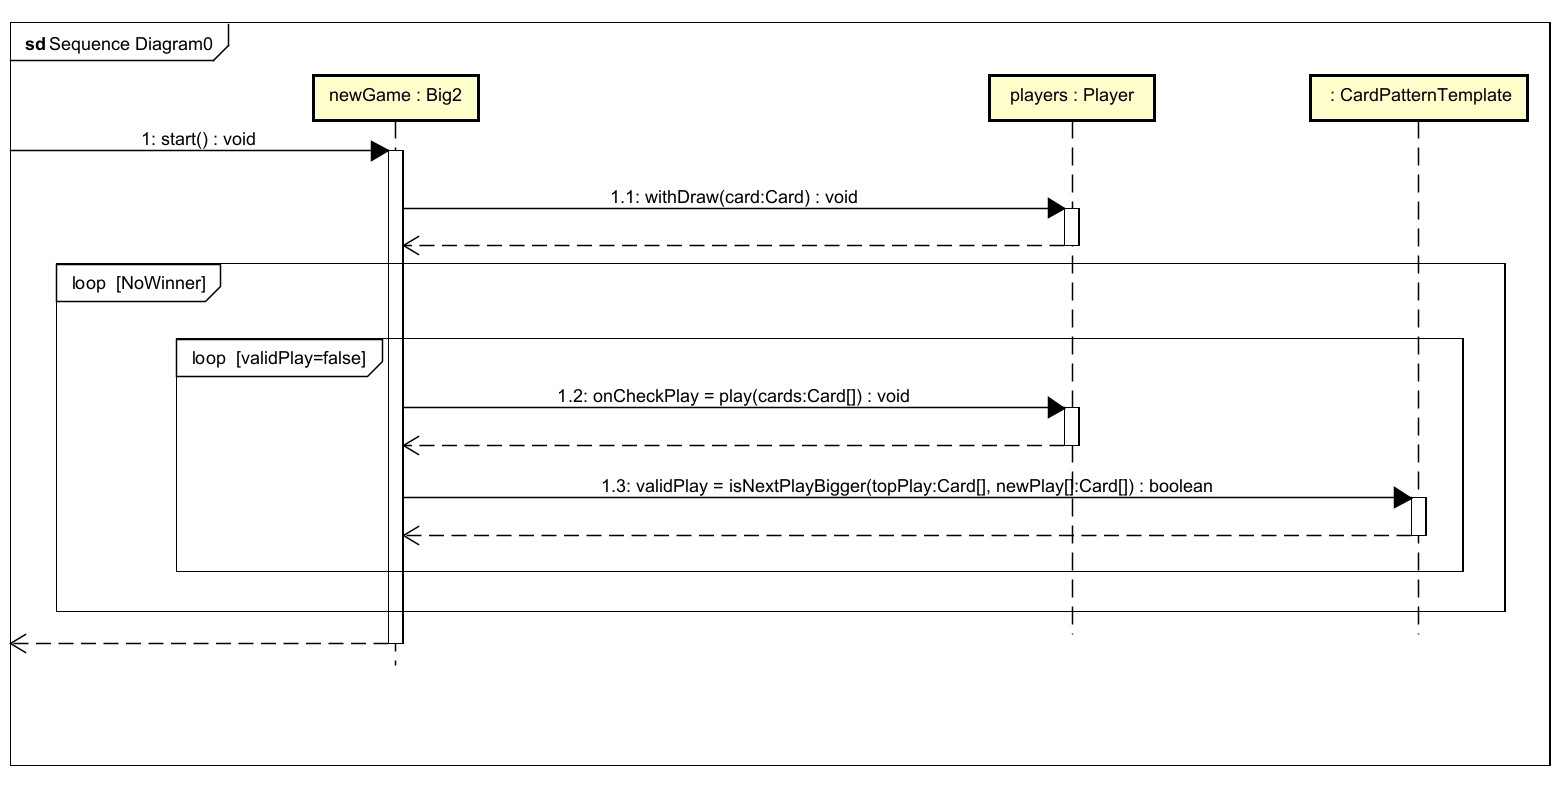 sd Sequence Diagram0
newGame : Big2
players : Player
: CardPatternTemplate
1: start() : void
1.1: withDraw(card:Card) : void
loop [NoWinner]
loop [validPlay=false]
1.2: onCheckPlay = play(cards:Card[]) : void
1.3: validPlay = isNextPlayBigger(topPlay:Card[], newPlay[]:Card[]) : boolean